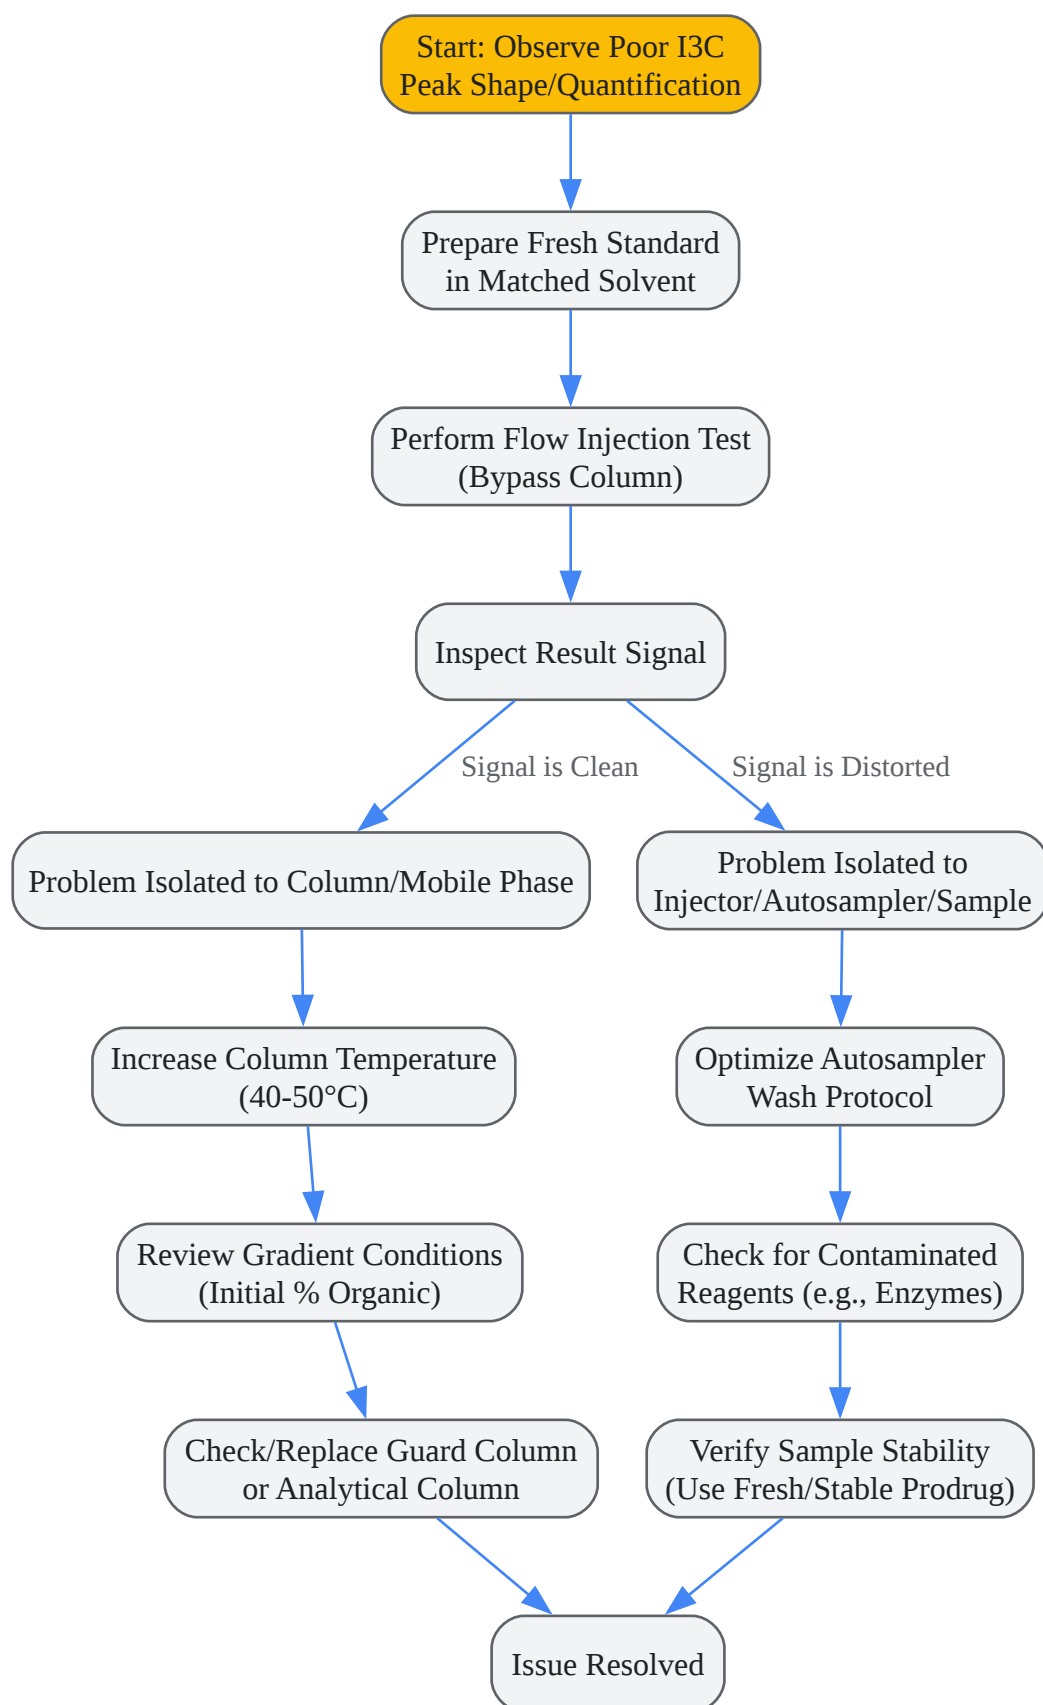 Start: Observe Poor I3C
Peak Shape/Quantification
Prepare Fresh Standard
in Matched Solvent
Perform Flow Injection Test
(Bypass Column)
Inspect Result Signal
Signal is Clean
Signal is Distorted
Problem Isolated to Column/Mobile Phase
Problem Isolated to
Injector/Autosampler/Sample
Increase Column Temperature
(40-50°C)
Optimize Autosampler
Wash Protocol
Review Gradient Conditions
(Initial % Organic)
Check for Contaminated
Reagents (e.g., Enzymes)
Check/Replace Guard Column
or Analytical Column
Verify Sample Stability
(Use Fresh/Stable Prodrug)
Issue Resolved